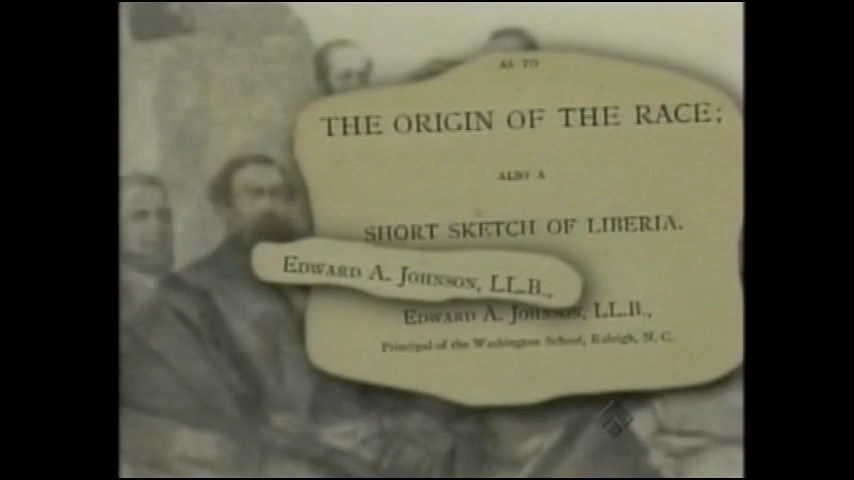 AS TO
THE ORIGIN OF THE RACE;
ALSO A
SHORT SKETCH OF LIBERIA.
EDWARD A. JOHNSON, LL.B.,
EDWARD A. JOHNSON, LL.B.,
Principal of the Washington School, Raleigh, N. C.